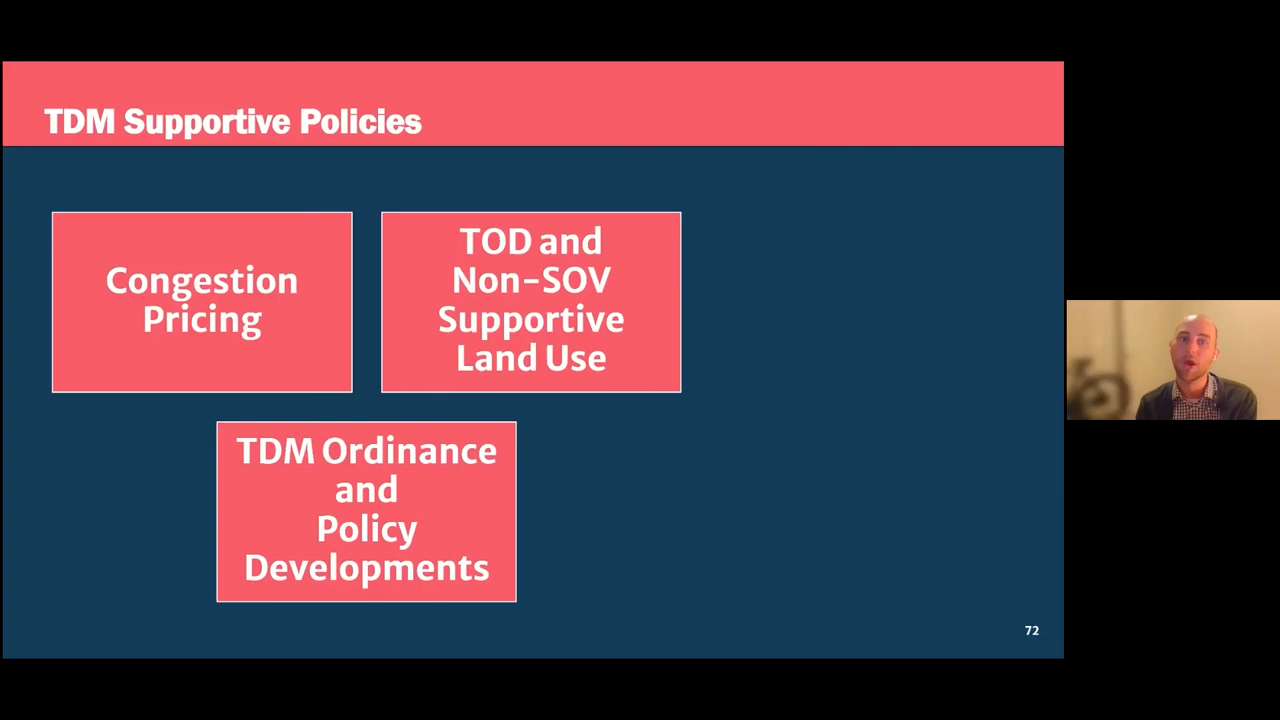 TDM Supportive Policies
Congestion
Pricing
TOD and
Non-SOV
Supportive
Land Use
TDM Ordinance
and
Policy
Developments
72